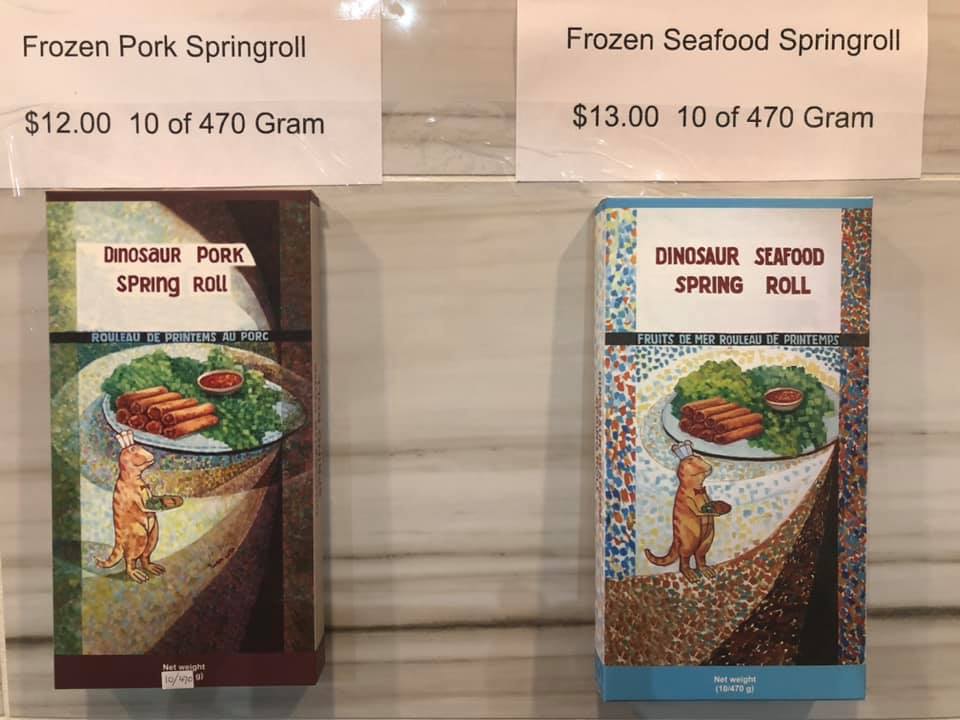 Frozen Pork Springroll
$12.00 10 of 470 Gram
Frozen Seafood Springroll
$13.00 10 of 470 Gram
DINOSAUR PORK
SPRING ROLL
ROULEAU DE PRINTEMS AU PORC
Net weight
10/470 g)
DINOSAUR SEAFOOD
SPRING ROLL
FRUITS DE MER ROULEAU DE PRINTEMPS
Net weight
(10/470 g)